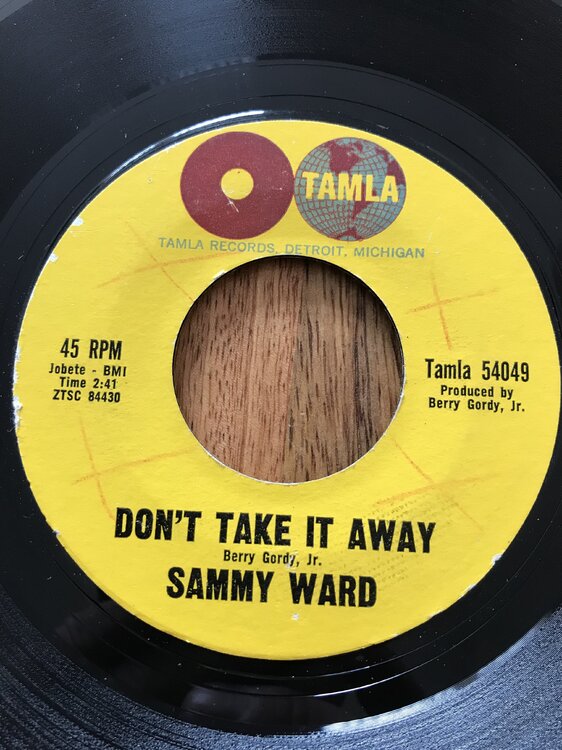 TAMLA
TAMLA RECORDS, DETROIT, MICHIGAN
45 RPM
Jobete - BMI
Time 2:41
ZTSC 84430
Tamla 54049
Produced by
Berry Gordy, Jr.
DON'T TAKE IT AWAY
Berry Gordy, Jr.
SAMMY WARD